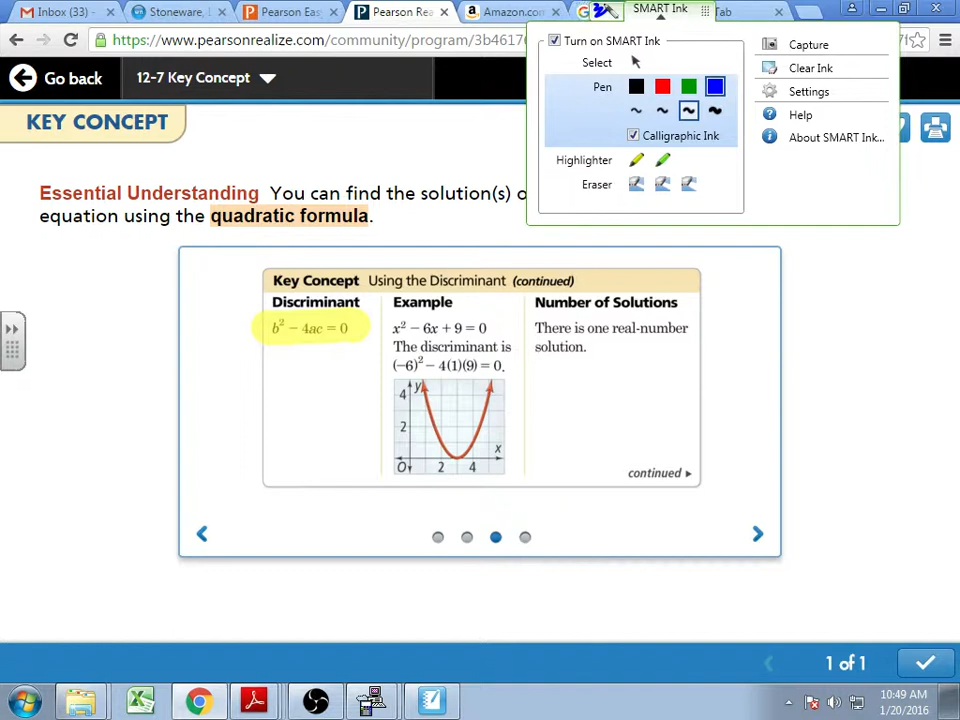 Inbox (33) -
Stoneware,
Pearson Eas
Pearson Rea
Amazon.com
SMART Ink
Tab
https://www.pearsonrealize.com/community/program/3b4617
Go back
12-7 Key Concept
Turn on SMART Ink
Select
Pen
Calligraphic Ink
Highlighter
Eraser
Capture
Clear Ink
Settings
Help
About SMART Ink...
KEY CONCEPT
Essential Understanding You can find the solution(s) o
equation using the quadratic formula.
Key Concept Using the Discriminant (continued)
Discriminant Example Number of Solutions
b² − 4ac = 0
x² − 6x + 9 = 0
The discriminant is
(−6)² − 4(1)(9) = 0.
There is one real-number
solution.
4
y
2
x
O 2 4
continued
1 of 1
10:49 AM
1/20/2016